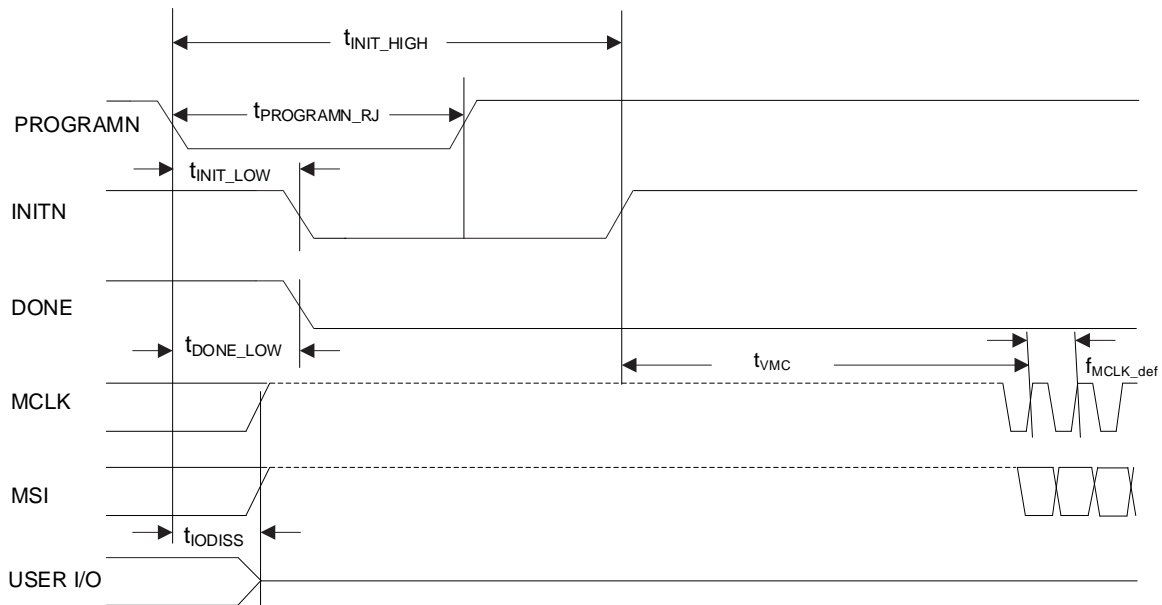 tINIT_HIGH
PROGRAMN
tPROGRAMN_RJ
tINIT_LOW
INITN
DONE
tDONE_LOW
tVMC
fMCLK_def
MCLK
MSI
tIODISS
USER I/O